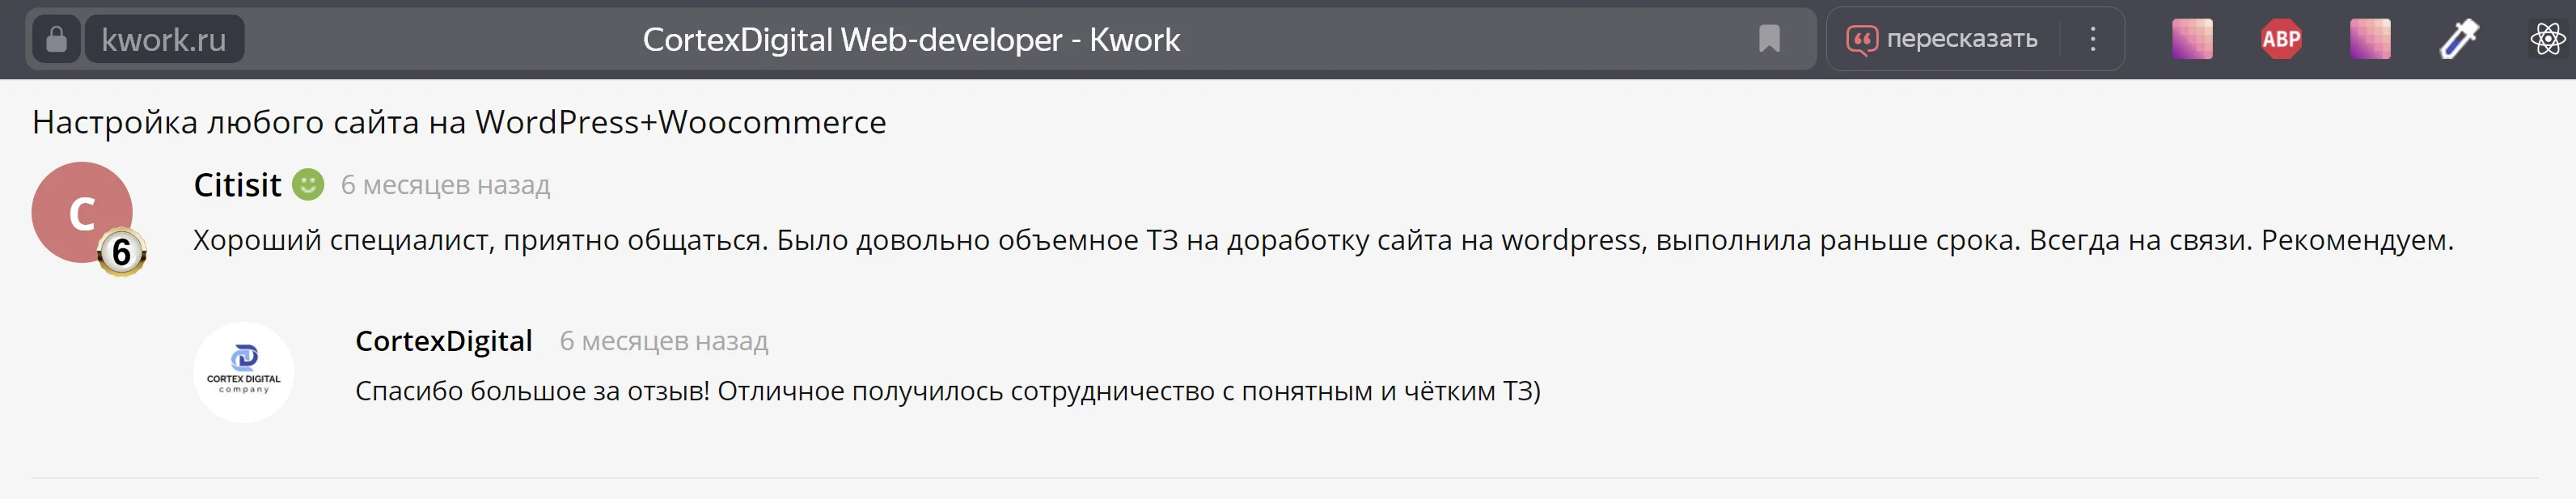 kwork.ru CortexDigital Web-developer - Kwork пересказать ABP
Настройка любого сайта на WordPress+Woocommerce
Citisit 6 месяцев назад
C
6
Хороший специалист, приятно общаться. Было довольно объемное ТЗ на доработку сайта на wordpress, выполнила раньше срока. Всегда на связи. Рекомендуем.
CortexDigital 6 месяцев назад
CORTEX DIGITAL
company
Спасибо большое за отзыв! Отличное получилось сотрудничество с понятным и чётким ТЗ)